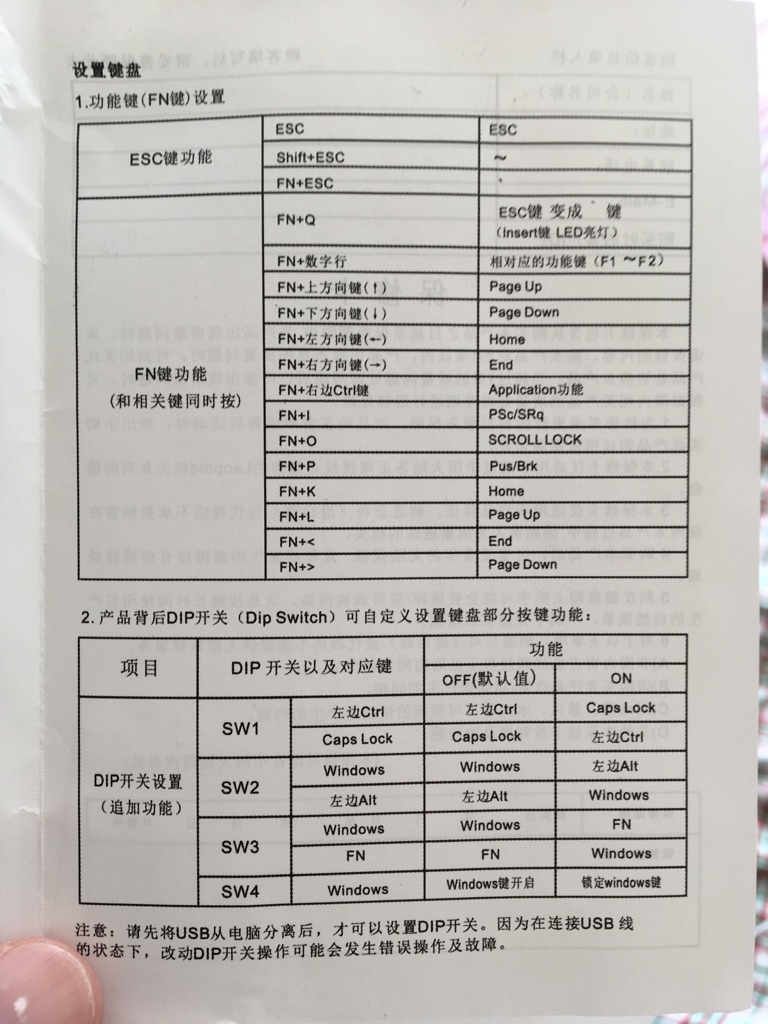 设置键盘
1.功能键(FN键)设置
ESC键功能
ESC ESC
Shift+ESC ~
FN+ESC
FN键功能
(和相关键同时按)
FN+Q ESC键 变成 键
(Insert键 LED亮灯)
FN+数字行 相对应的功能键(F1 ~F2)
FN+上方向键(↑) Page Up
FN+下方向键(↓) Page Down
FN+左方向键(←) Home
FN+右方向键(→) End
FN+右边Ctrl键 Application功能
FN+I PSc/SRq
FN+O SCROLL LOCK
FN+P Pus/Brk
FN+K Home
FN+L Page Up
FN+< End
FN+> Page Down
2.产品背后DIP开关(Dip Switch)可自定义设置键盘部分按键功能:
项目 DIP 开关以及对应键 功能
OFF(默认值) ON
DIP开关设置
(追加功能)
SW1 左边Ctrl 左边Ctrl Caps Lock
Caps Lock Caps Lock 左边Ctrl
SW2 Windows Windows 左边Alt
左边Alt 左边Alt Windows
SW3 Windows Windows FN
FN FN Windows
SW4 Windows Windows键开启 锁定windows键
注意:请先将USB从电脑分离后,才可以设置DIP开关。因为在连接USB 线
的状态下,改动DIP开关操作可能会发生错误操作及故障。